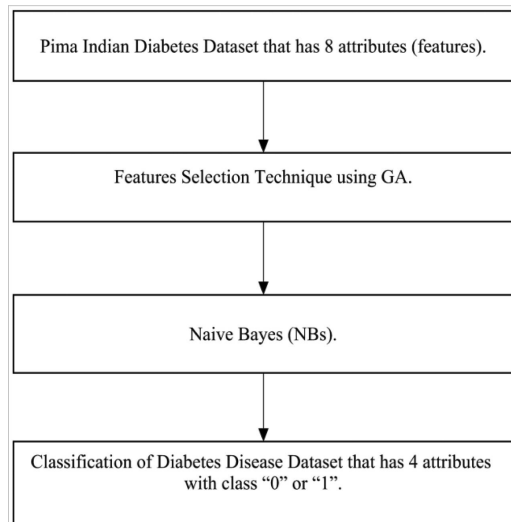 Pima Indian Diabetes Dataset that has 8 attributes (features).
Features Selection Technique using GA.
Naive Bayes (NBs).
Classification of Diabetes Disease Dataset that has 4 attributes
with class “0” or “1”.